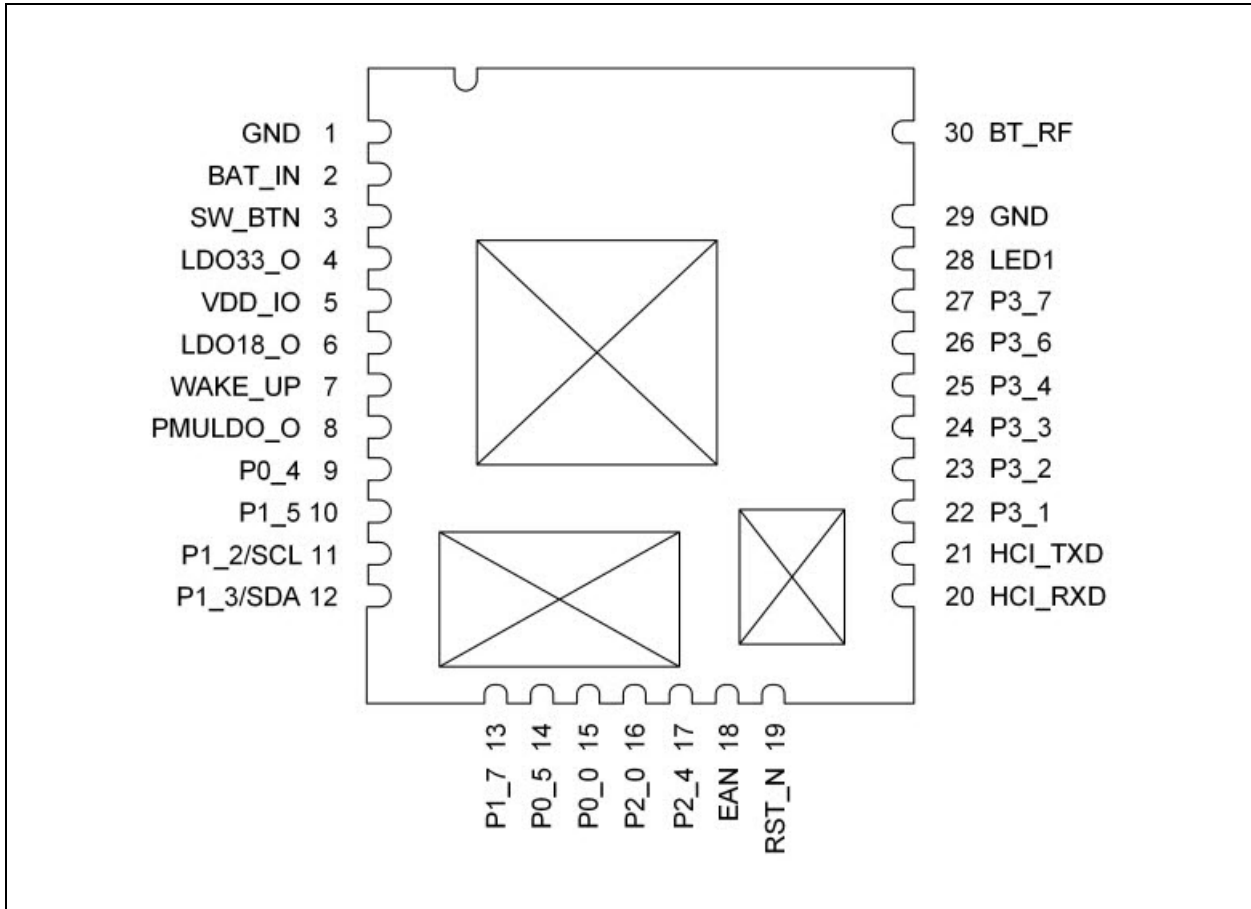 GND 1
BAT_IN 2
SW_BTN 3
LDO33_O 4
VDD_IO 5
LDO18_O 6
WAKE_UP 7
PMULDO_O 8
P0_4 9
P1_5 10
P1_2/SCL 11
P1_3/SDA 12
P1_7 13
P0_5 14
P0_0 15
P2_0 16
P2_4 17
EAN 18
RST_N 19
30 BT_RF
29 GND
28 LED1
27 P3_7
26 P3_6
25 P3_4
24 P3_3
23 P3_2
22 P3_1
21 HCI_TXD
20 HCI_RXD